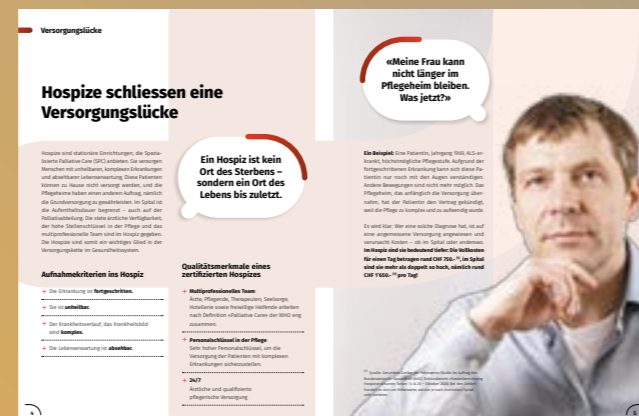 Versorgungslücke
Hospize schliessen eine
Versorgungslücke
Hospize sind stationäre Einrichtungen, die Spezia-
lisierte Palliative Care (SPC) anbieten. Sie versorgen
Menschen mit unheilbaren, komplexen Erkrankungen
und absehbarer Lebenserwartung. Diese Patienten
können zu Hause nicht versorgt werden, und die
Pflegeheime haben einen anderen Auftrag, nämlich
die Grundversorgung zu gewährleisten. Im Spital ist
die Aufenthaltsdauer begrenzt – auch auf der
Palliativabteilung. Die stete ärztliche Verfügbarkeit,
der hohe Stellenschlüssel in der Pflege und das
multiprofessionelle Team sind im Hospiz gegeben.
Die Hospize sind somit ein wichtiges Glied in der
Versorgungskette im Gesundheitssystem.
Aufnahmekriterien ins Hospiz
+ Die Erkrankung ist fortgeschritten.
+ Sie ist unheilbar.
+ Der Krankheitsverlauf, das Krankheitsbild
sind komplex.
+ Die Lebenserwartung ist absehbar.
Ein Hospiz ist kein
Ort des Sterbens –
sondern ein Ort des
Lebens bis zuletzt.
Qualitätsmerkmale eines
zertifizierten Hospizes
+ Multiprofessionelles Team
Ärzte, Pflegende, Therapeuten, Seelsorge,
Hotellerie sowie freiwillige Helfende arbeiten
nach Definition «Palliative Care» der WHO eng
zusammen.
+ Personalschlüssel in der Pflege
Sehr hoher Personalschlüssel, um die
Versorgung der Patienten mit komplexen
Erkrankungen sicherzustellen.
+ 24/7
Ärztliche und qualifizierte
pflegerische Versorgung
«Meine Frau kann
nicht länger im
Pflegeheim bleiben.
Was jetzt?»
Ein Beispiel: Eine Patientin, Jahrgang 1969, ALS-er-
krankt, höchstmögliche Pflegestufe. Aufgrund der
fortgeschrittenen Erkrankung kann sich diese Pa-
tientin nur noch mit den Augen verständigen.
Andere Bewegungen sind nicht mehr möglich. Das
Pflegeheim, das anfänglich die Versorgung über-
nahm, hat der Patientin den Vertrag gekündigt,
weil die Pflege zu komplex und zu aufwendig wurde.
Es wird klar: Wer eine solche Diagnose hat, ist auf
eine angemessene Versorgung angewiesen und
verursacht Kosten – ob im Spital oder anderswo.
Im Hospiz sind sie bedeutend tiefer: Die Vollkosten
für einen Tag betragen rund CHF 756.-, im Spital
sind sie mehr als doppelt so hoch, nämlich rund
CHF 1'656.- pro Tag!